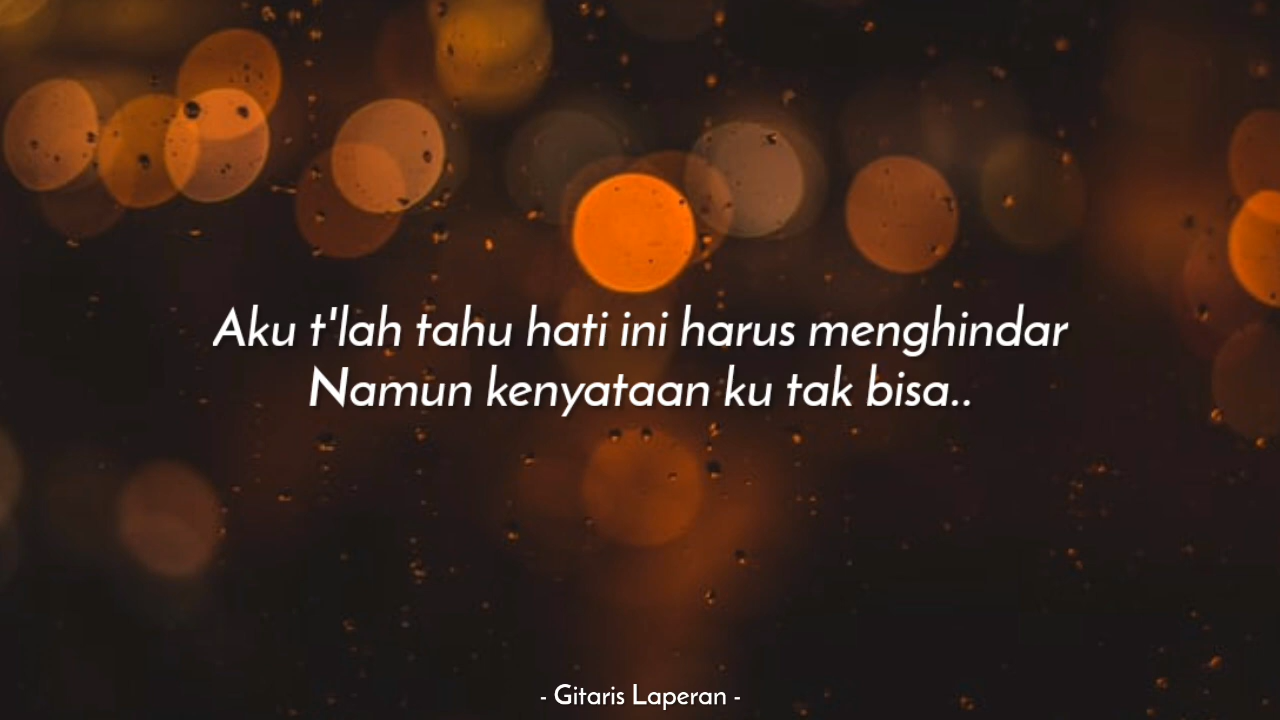 Aku t'lah tahu hati ini harus menghindar
Namun kenyataan ku tak bisa..
- Gitaris Laperan -